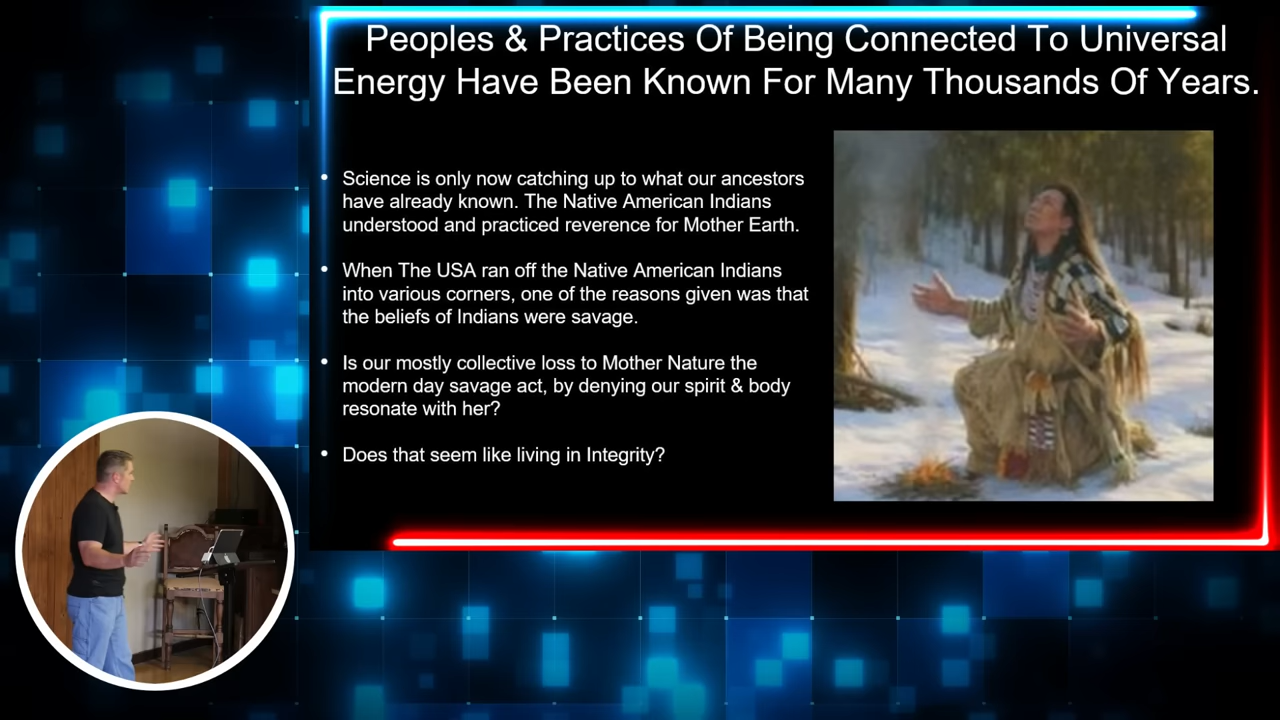 Peoples & Practices Of Being Connected To Universal
Energy Have Been Known For Many Thousands Of Years.
• Science is only now catching up to what our ancestors
have already known. The Native American Indians
understood and practiced reverence for Mother Earth.
• When The USA ran off the Native American Indians
into various corners, one of the reasons given was that
the beliefs of Indians were savage.
• Is our mostly collective loss to Mother Nature the
modern day savage act, by denying our spirit & body
resonate with her?
• Does that seem like living in Integrity?